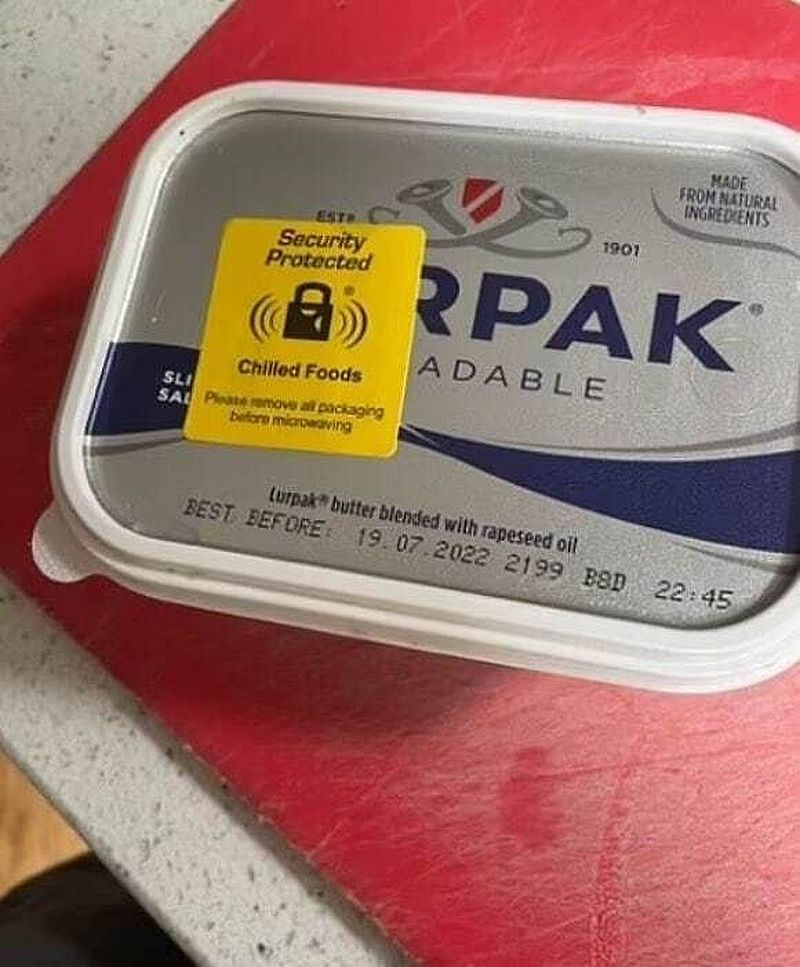 MADE
FROM NATURAL
INGREDIENTS
ESTD
1901
Security
Protected
®
Chilled Foods
Please remove all packaging
before microwaving
RPAK®
ADABLE
SLI
SAL
Lurpak® butter blended with rapeseed oil
BEST BEFORE: 19.07.2022 2199 B8D 22:45